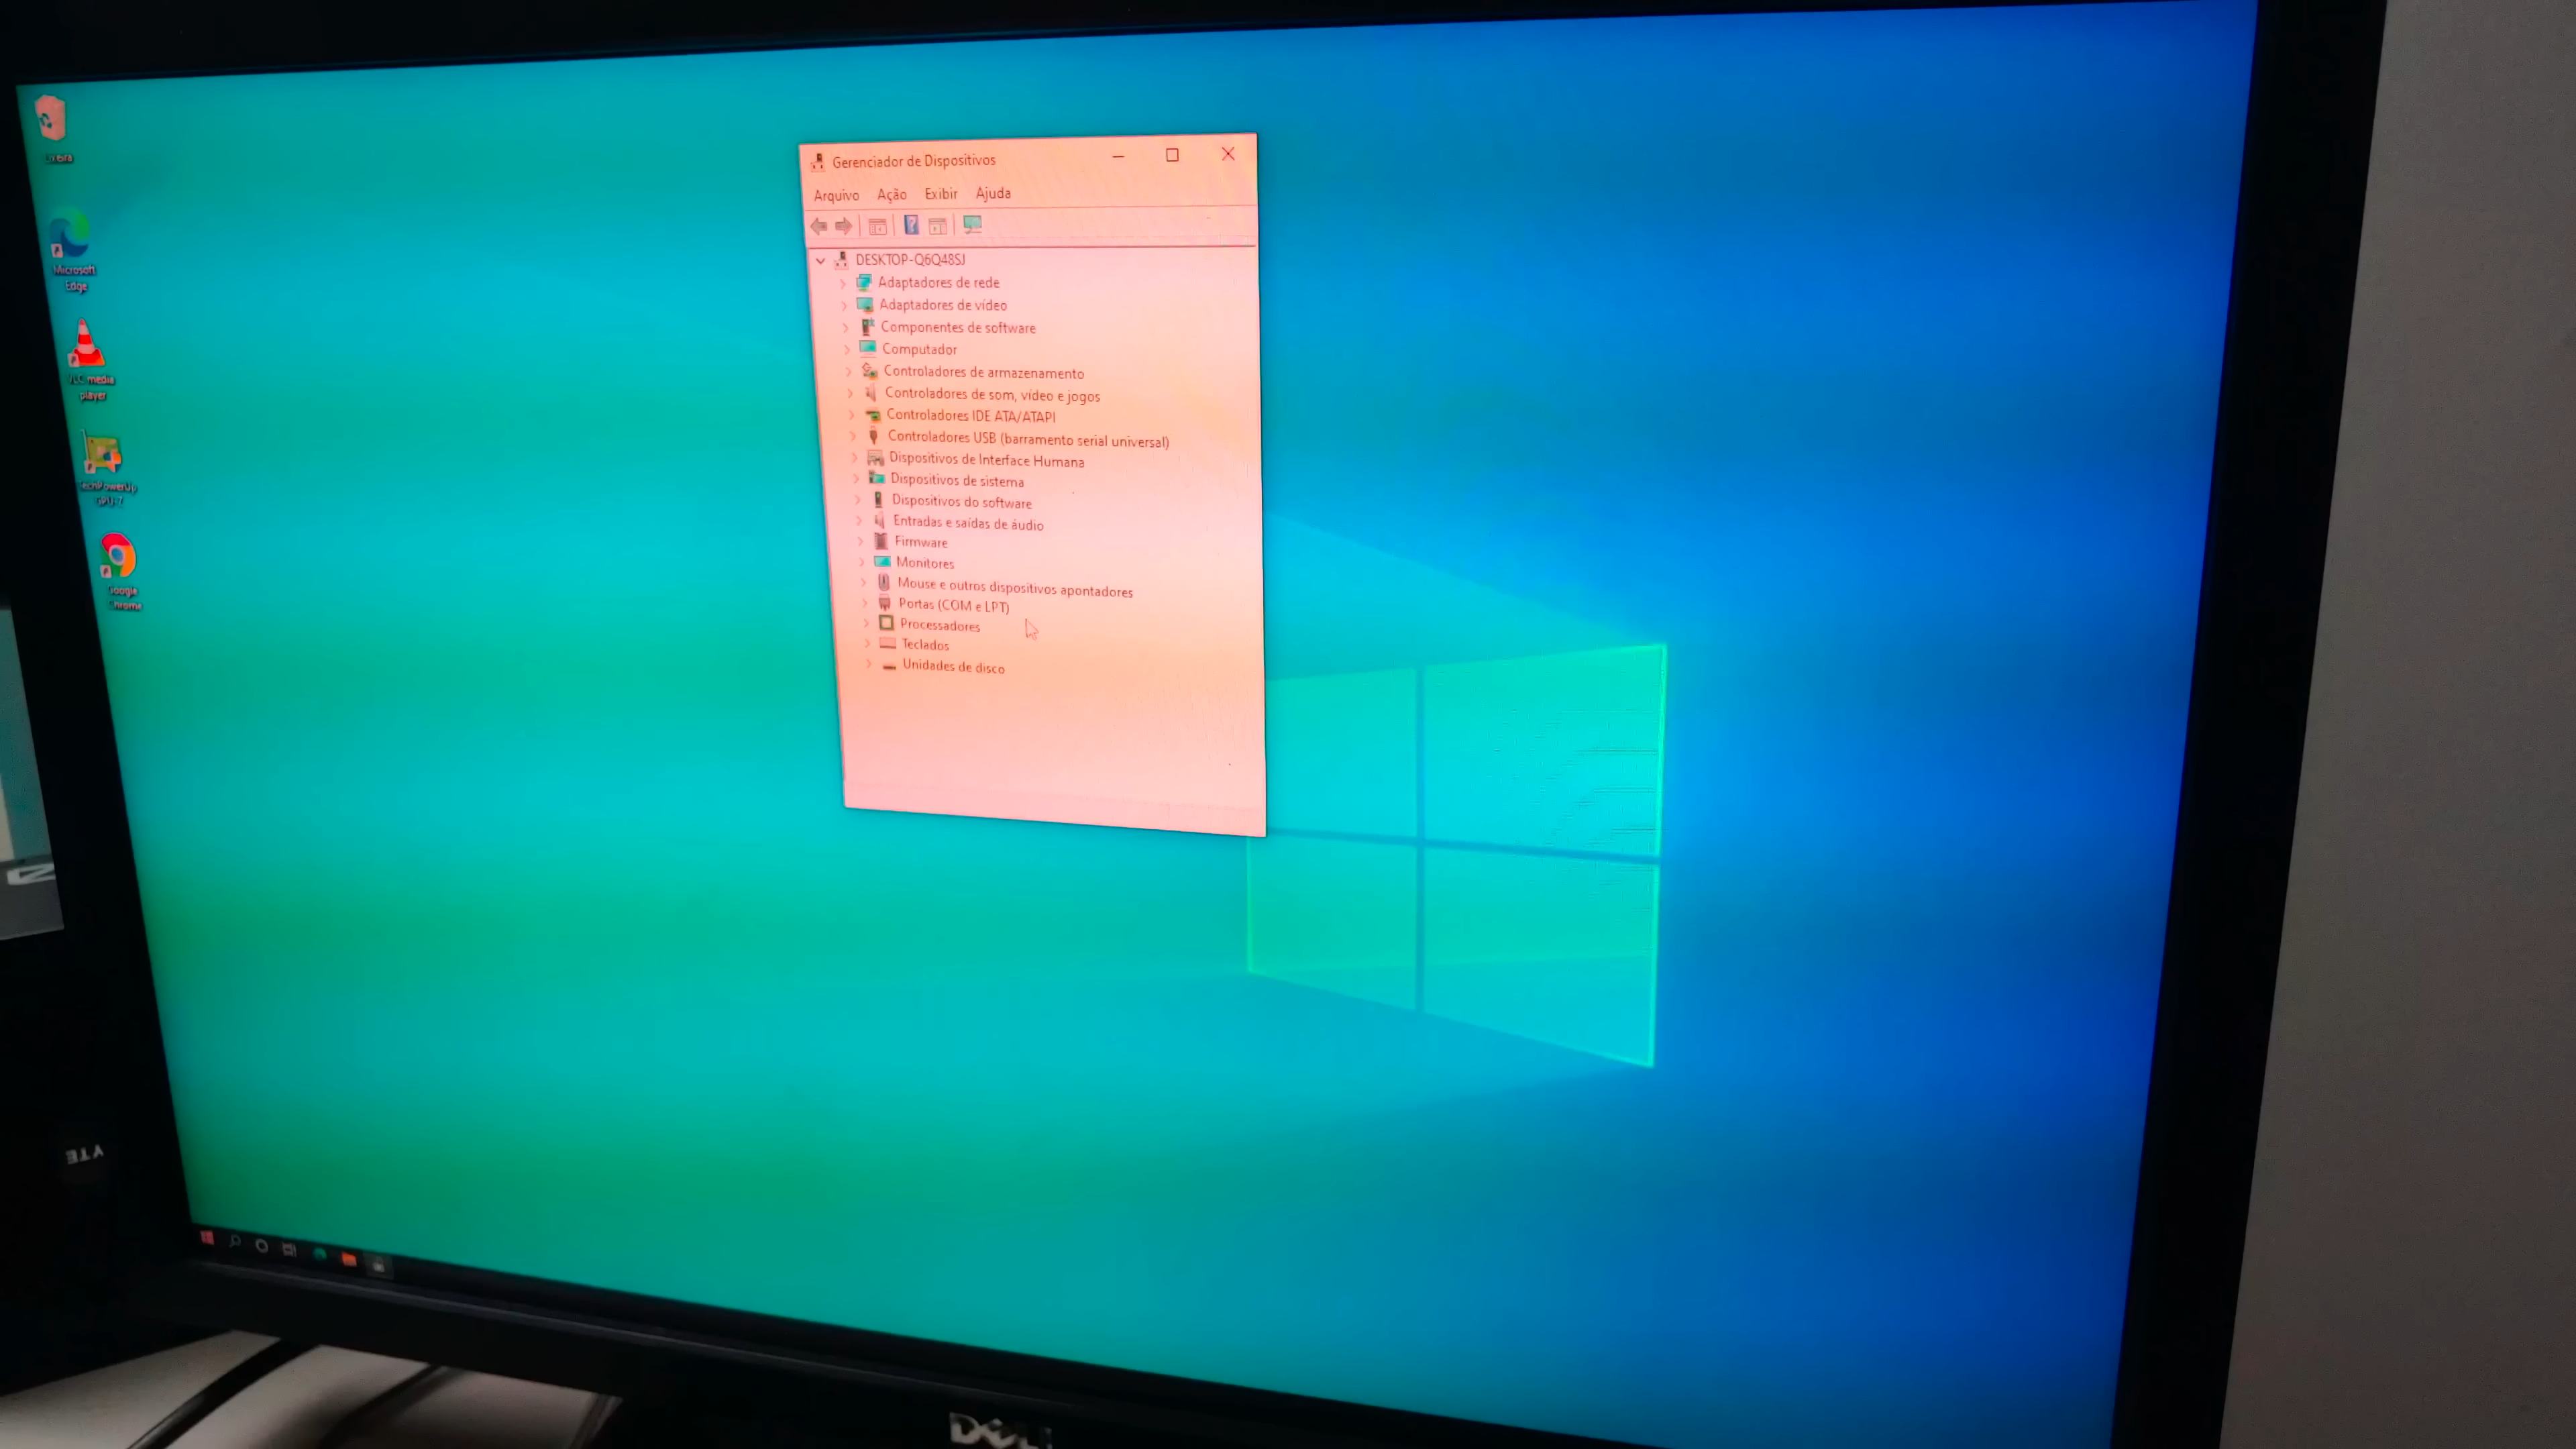 Lixeira
Microsoft
Edge
VLC media
player
TechPowerUp
GPU-Z
Google
Chrome
Gerenciador de Dispositivos
Arquivo Ação Exibir Ajuda
DESKTOP-Q6Q48SJ
Adaptadores de rede
Adaptadores de vídeo
Componentes de software
Computador
Controladores de armazenamento
Controladores de som, vídeo e jogos
Controladores IDE ATA/ATAPI
Controladores USB (barramento serial universal)
Dispositivos de Interface Humana
Dispositivos de sistema
Dispositivos do software
Entradas e saídas de áudio
Firmware
Monitores
Mouse e outros dispositivos apontadores
Portas (COM e LPT)
Processadores
Teclados
Unidades de disco
YTE
DELL